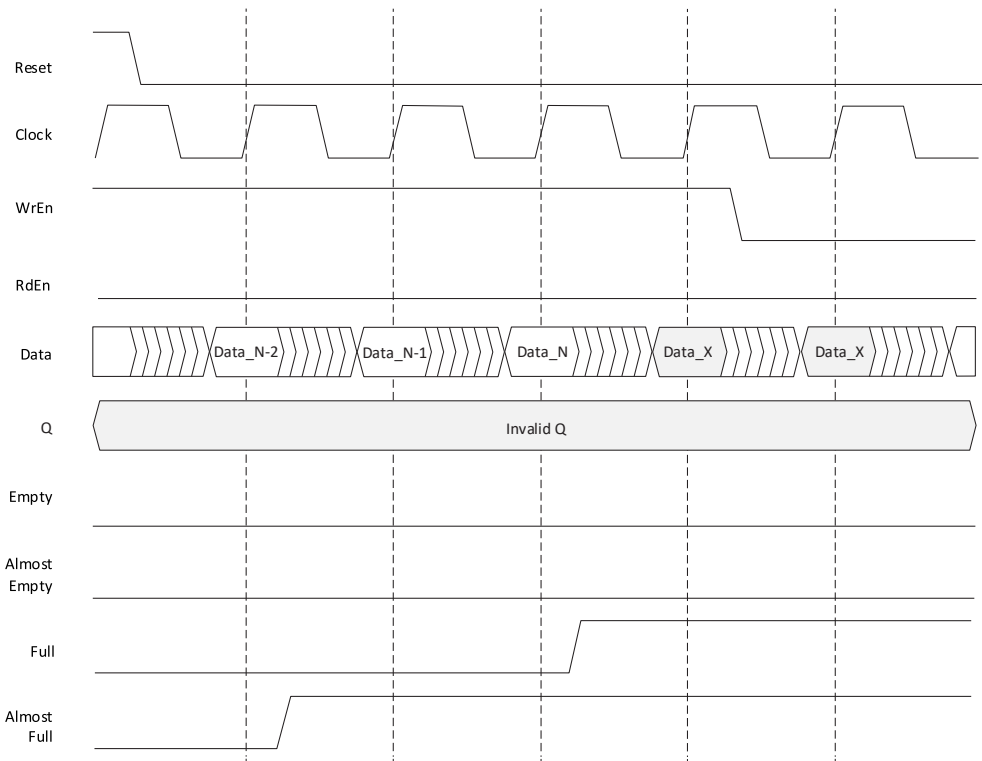 Reset
Clock
WrEn
RdEn
Data
Data_N-2
Data_N-1
Data_N
Data_X
Data_X
Q
Invalid Q
Empty
Almost
Empty
Full
Almost
Full